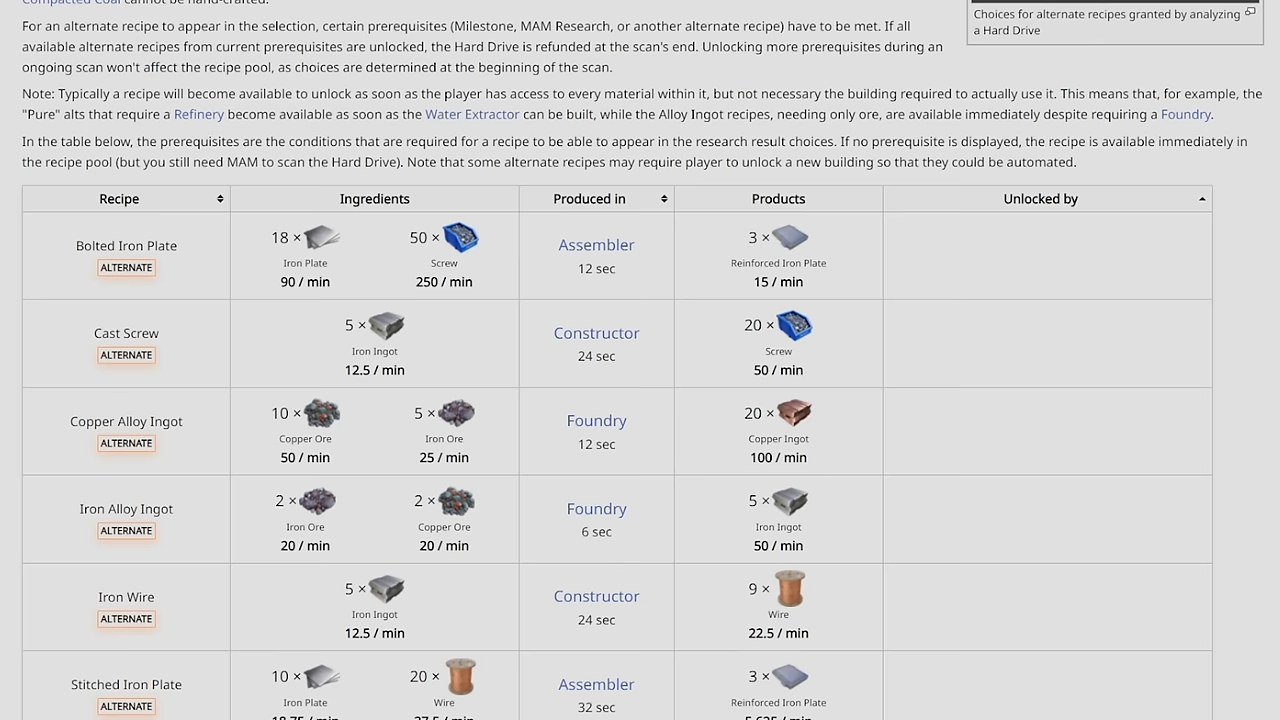 Compacted Coal cannot be hand-crafted.
For an alternate recipe to appear in the selection, certain prerequisites (Milestone, MAM Research, or another alternate recipe) have to be met. If all
available alternate recipes from current prerequisites are unlocked, the Hard Drive is refunded at the scan's end. Unlocking more prerequisites during an
ongoing scan won't affect the recipe pool, as choices are determined at the beginning of the scan.
Choices for alternate recipes granted by analyzing
a Hard Drive
Note: Typically a recipe will become available to unlock as soon as the player has access to every material within it, but not necessary the building required to actually use it. This means that, for example, the
"Pure" alts that require a Refinery become available as soon as the Water Extractor can be built, while the Alloy Ingot recipes, needing only ore, are available immediately despite requiring a Foundry.
In the table below, the prerequisites are the conditions that are required for a recipe to be able to appear in the research result choices. If no prerequisite is displayed, the recipe is available immediately in
the recipe pool (but you still need MAM to scan the Hard Drive). Note that some alternate recipes may require player to unlock a new building so that they could be automated.
Recipe Ingredients Produced in Products Unlocked by
Bolted Iron Plate
ALTERNATE
18 × 50 ×
Iron Plate Screw
90 / min 250 / min
Assembler
12 sec
3 ×
Reinforced Iron Plate
15 / min
Cast Screw
ALTERNATE
5 ×
Iron Ingot
12.5 / min
Constructor
24 sec
20 ×
Screw
50 / min
Copper Alloy Ingot
ALTERNATE
10 × 5 ×
Copper Ore Iron Ore
50 / min 25 / min
Foundry
12 sec
20 ×
Copper Ingot
100 / min
Iron Alloy Ingot
ALTERNATE
2 × 2 ×
Iron Ore Copper Ore
20 / min 20 / min
Foundry
6 sec
5 ×
Iron Ingot
50 / min
Iron Wire
ALTERNATE
5 ×
Iron Ingot
12.5 / min
Constructor
24 sec
9 ×
Wire
22.5 / min
Stitched Iron Plate
ALTERNATE
10 × 20 ×
Iron Plate Wire
18.75 / min 37.5 / min
Assembler
32 sec
3 ×
Reinforced Iron Plate
5.625 / min